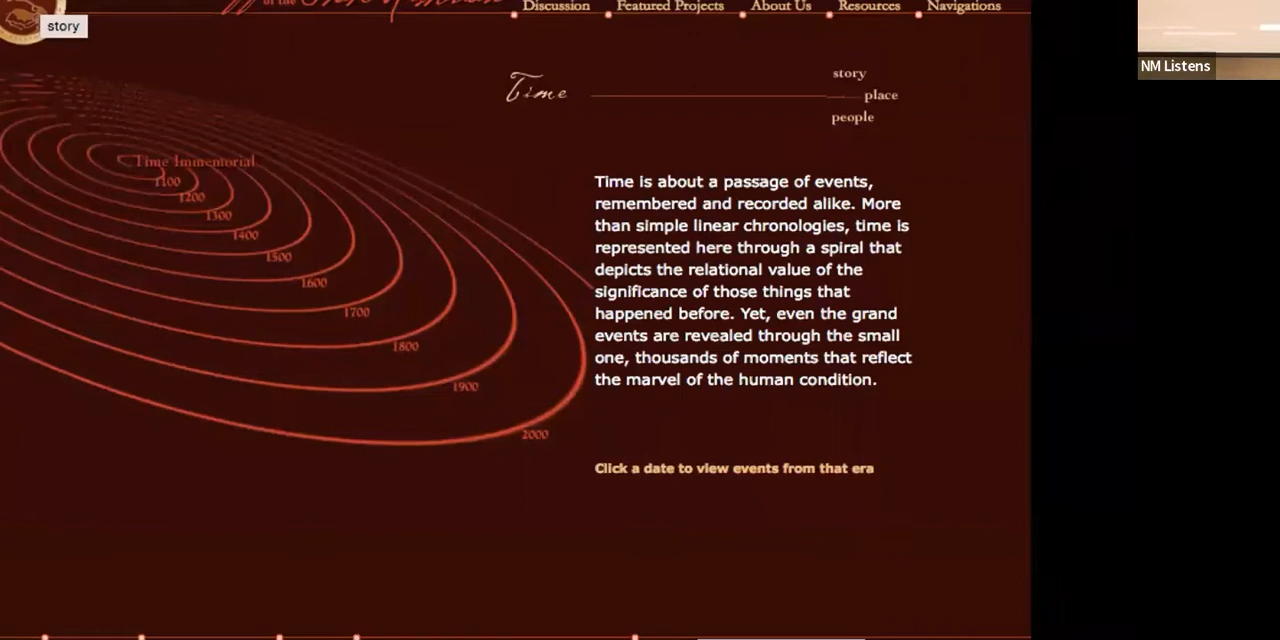 of the
Discussion
Featured Projects
About Us
Resources
Navigations
story
NM Listens
Time
story
place
people
Time Immemorial
1100
1200
1300
1400
1500
1600
1700
1800
1900
2000
Time is about a passage of events,
remembered and recorded alike. More
than simple linear chronologies, time is
represented here through a spiral that
depicts the relational value of the
significance of those things that
happened before. Yet, even the grand
events are revealed through the small
one, thousands of moments that reflect
the marvel of the human condition.
Click a date to view events from that era